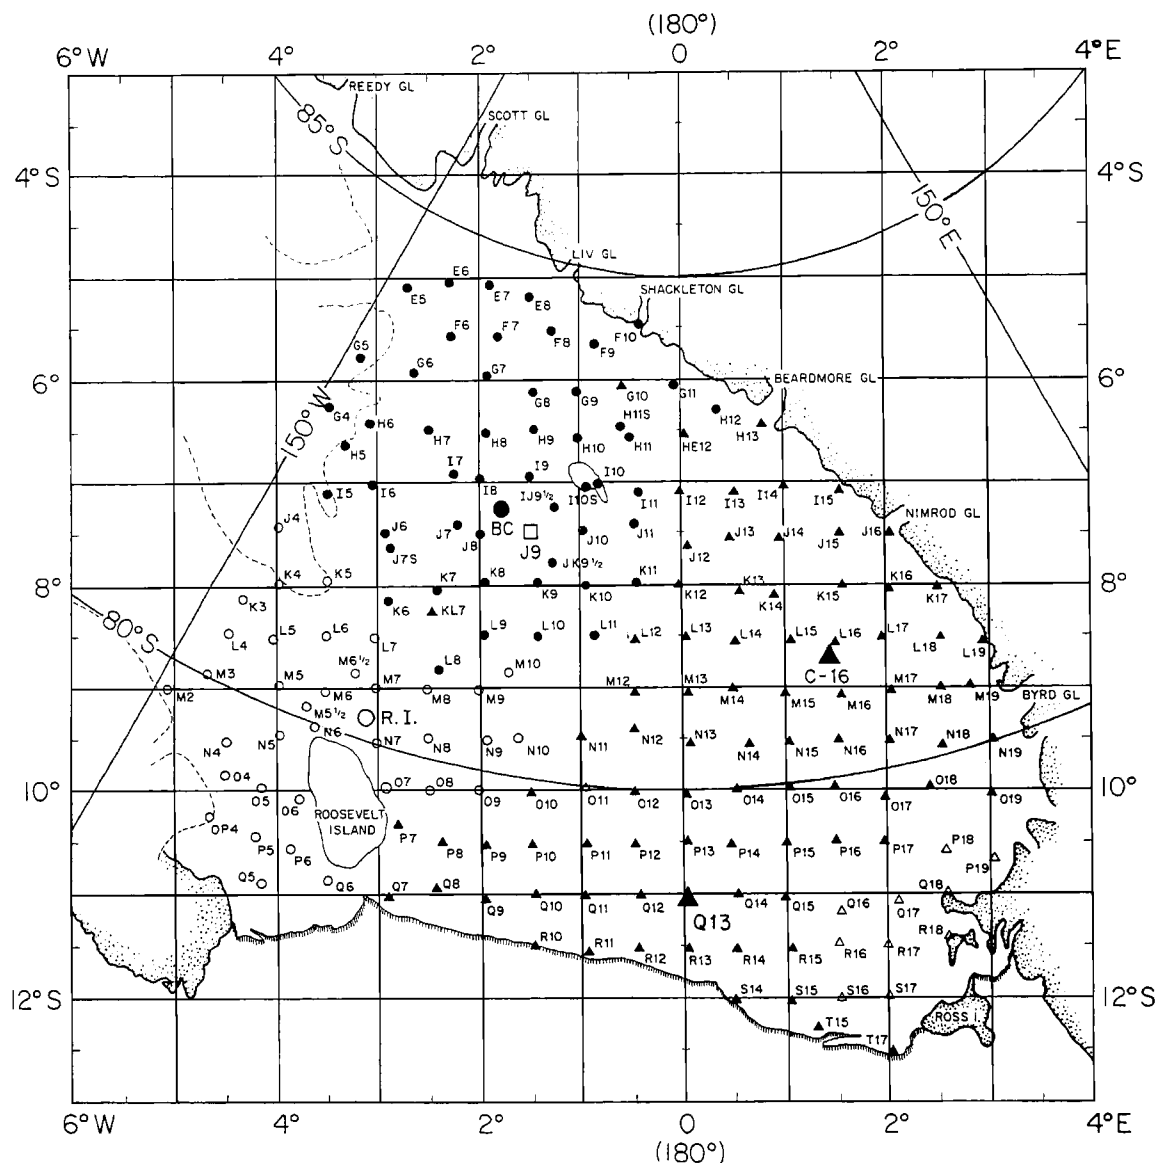 (180°)
6°W 4° 2° 0 2° 4°E
REEDY GL
SCOTT GL
85°S
4°S 4°S
150°E
LIV GL
E6
SHACKLETON GL
E5 E7 E8
F6 F7 F8 F9 F10
G5 G6 G7
6° 6°
BEARDMORE GL
G8 G9 G10 G11
150°W
G4 H6 H11S H12 H13
H5 H7 H8 H9 H10 H11 HE12
I7 I9 I10
I5 I6 I8 IJ9½ I10S I11 I12 I13 I14 I15
BC
NIMROD GL
J4 J6 J7 J8 J9 J10 J11 J12 J13 J14 J15 J16
J7S JK9½
K4 K5 K7 K8 K11 K13 K16
8° 8°
K3 K6 KL7 K9 K10 K12 K14 K15 K17
80°S
L4 L5 L6 L7 L9 L10 L11 L12 L13 L14 L15 L16 L17 L18 L19
M6½ L8 M10
C-16
M3 M5 M7 M12 M13 M17
M2 M6 M8 M9 M14 M15 M16 M18 M19
BYRD GL
M5½ R.I.
N6
N4 N5 N7 N8 N9 N10 N11 N12 N13 N14 N15 N16 N17 N18 N19
O4 O7 O8 O18
10° 10°
O5 O6 O9 O10 O11 O12 O13 O14 O15 O16 O17 O19
ROOSEVELT
ISLAND
OP4
P5 P6 P7 P8 P9 P10 P11 P12 P13 P14 P15 P16 P17 P18 P19
Q5 Q6 Q7 Q8 Q9 Q10 Q11 Q12 Q13 Q14 Q15 Q16 Q17 Q18
R10 R11 R12 R13 R14 R15 R16 R17 R18
S14 S15 S16 S17
12°S 12°S
ROSS I.
T15
T17
6°W 4° 2° 0 2° 4°E
(180°)